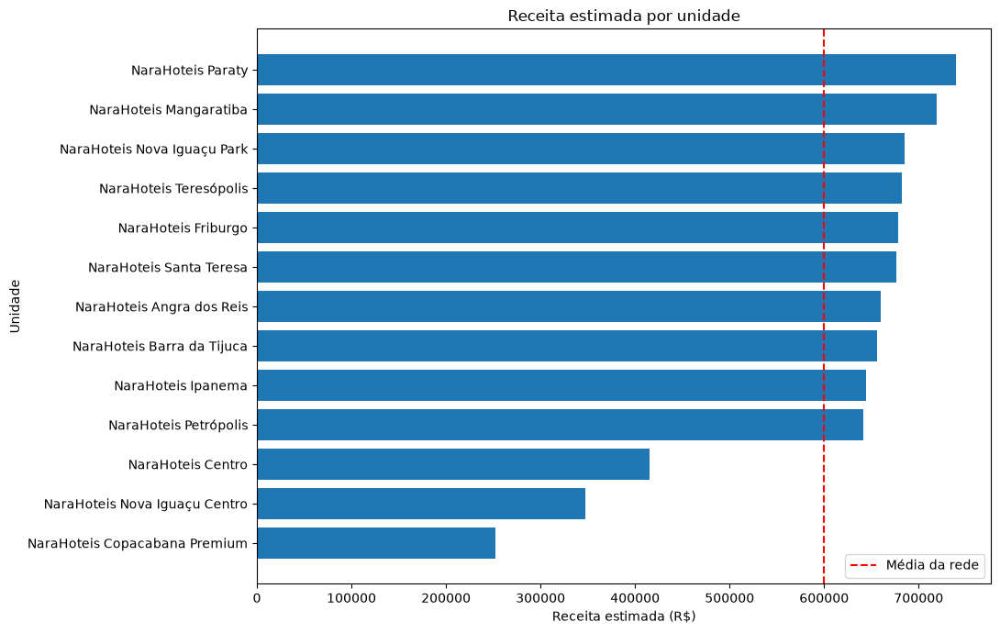 Receita estimada por unidade
Unidade
NaraHoteis Paraty
NaraHoteis Mangaratiba
NaraHoteis Nova Iguaçu Park
NaraHoteis Teresópolis
NaraHoteis Friburgo
NaraHoteis Santa Teresa
NaraHoteis Angra dos Reis
NaraHoteis Barra da Tijuca
NaraHoteis Ipanema
NaraHoteis Petrópolis
NaraHoteis Centro
NaraHoteis Nova Iguaçu Centro
NaraHoteis Copacabana Premium
Média da rede
0 100000 200000 300000 400000 500000 600000 700000
Receita estimada (R$)